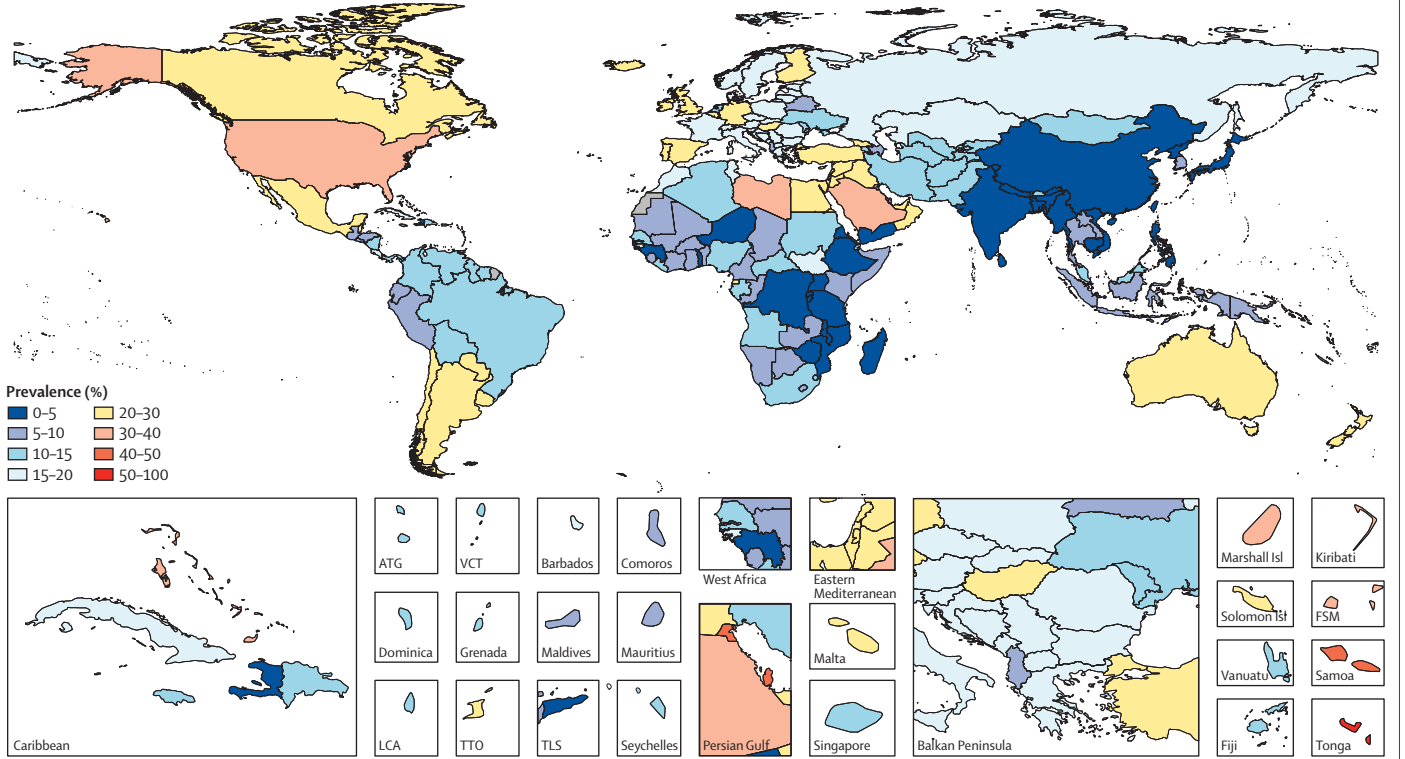 Prevalence (%)
0–5
5–10
10–15
15–20
20–30
30–40
40–50
50–100
Caribbean
ATG
VCT
Barbados
Comoros
West Africa
Eastern
Mediterranean
Marshall Isl
Kiribati
Dominica
Grenada
Maldives
Mauritius
Malta
Solomon Isl
FSM
LCA
TTO
TLS
Seychelles
Persian Gulf
Singapore
Balkan Peninsula
Vanuatu
Samoa
Fiji
Tonga